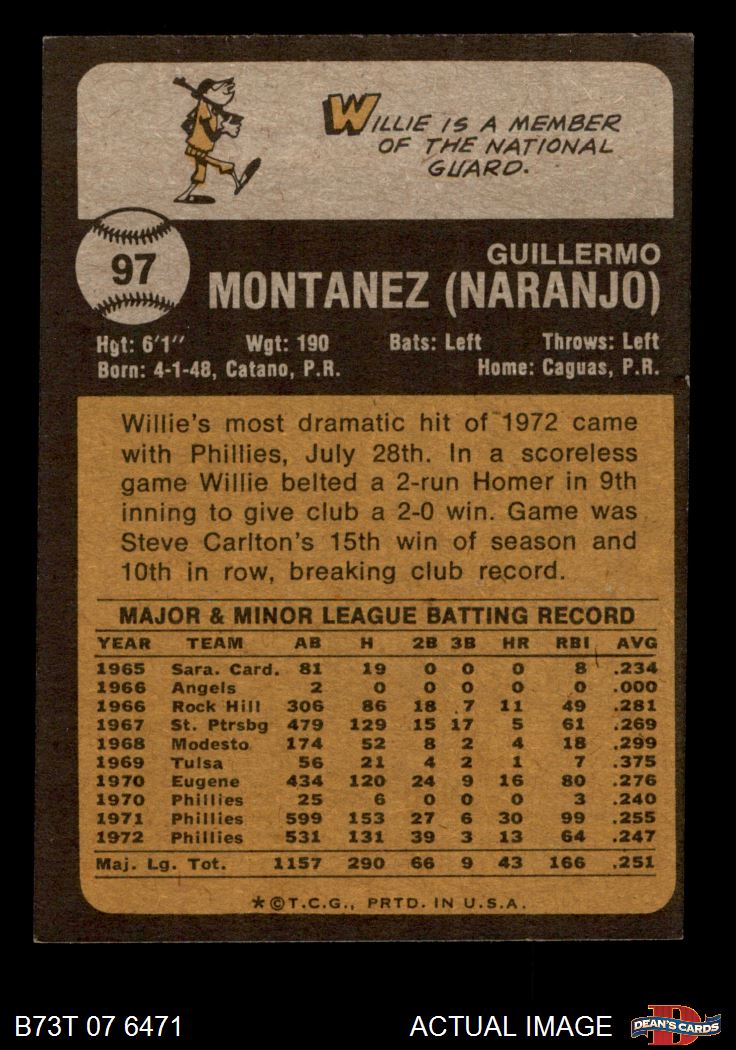 WILLIE IS A MEMBER
OF THE NATIONAL
GUARD.
97
GUILLERMO
MONTANEZ (NARANJO)
Hgt: 6'1" Wgt: 190 Bats: Left Throws: Left
Born: 4-1-48, Catano, P.R. Home: Caguas, P.R.
Willie's most dramatic hit of 1972 came
with Phillies, July 28th. In a scoreless
game Willie belted a 2-run Homer in 9th
inning to give club a 2-0 win. Game was
Steve Carlton's 15th win of season and
10th in row, breaking club record.
MAJOR & MINOR LEAGUE BATTING RECORD
YEAR TEAM AB H 2B 3B HR RBI AVG
1965 Sara. Card. 81 19 0 0 0 8 .234
1966 Angels 2 0 0 0 0 0 .000
1966 Rock Hill 306 86 18 7 11 49 .281
1967 St. Ptrsbg 479 129 15 17 5 61 .269
1968 Modesto 174 52 8 2 4 18 .299
1969 Tulsa 56 21 4 2 1 7 .375
1970 Eugene 434 120 24 9 16 80 .276
1970 Phillies 25 6 0 0 0 3 .240
1971 Phillies 599 153 27 6 30 99 .255
1972 Phillies 531 131 39 3 13 64 .247
Maj. Lg. Tot. 1157 290 66 9 43 166 .251
★©T.C.G., PRTD. IN U.S.A.
B73T 07 6471 ACTUAL IMAGE D DEAN'S CARDS